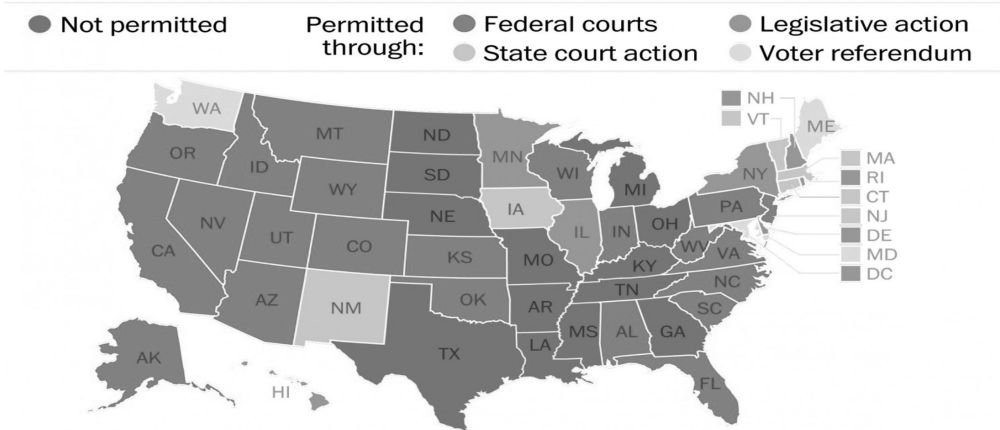 Not permitted
Permitted through:
Federal courts
Legislative action
State court action
Voter referendum
WA
MT
ND
MN
NH
VT
ME
OR
ID
SD
WI
MI
NY
MA
RI
WY
IA
CT
NV
NE
IL
IN
OH
PA
NJ
CA
UT
CO
KS
MO
KY
WV
VA
DE
MD
DC
AZ
NM
OK
AR
TN
NC
SC
TX
LA
MS
AL
GA
AK
HI
FL